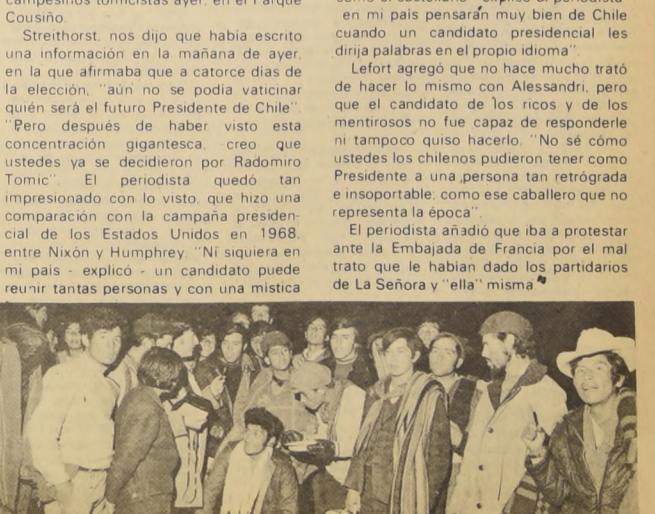 campesinos tomicistas ayer, en el Parque
Cousiño.
Streithorst, nos dijo que había escrito
una información en la mañana de ayer,
en la que afirmaba que a catorce días de
la elección, "aún no se podía vaticinar
quién será el futuro Presidente de Chile".
"Pero después de haber visto esta
concentración gigantesca, creo que
ustedes ya se decidieron por Radomiro
Tomic". El periodista quedó tan
impresionado con lo visto, que hizo una
comparación con la campaña presiden-
cial de los Estados Unidos en 1968,
entre Nixón y Humphrey. "Ni siquiera en
mi país - explicó - un candidato puede
reunir tantas personas y con una mística
en mi país pensarán muy bien de Chile
cuando un candidato presidencial les
dirija palabras en el propio idioma".
Lefort agregó que no hace mucho trató
de hacer lo mismo con Alessandri, pero
que el candidato de los ricos y de los
mentirosos no fue capaz de responderle
ni tampoco quiso hacerlo. "No sé cómo
ustedes los chilenos pudieron tener como
Presidente a una persona tan retrógrada
e insoportable; como ese caballero que no
representa la época".
El periodista añadió que iba a protestar
ante la Embajada de Francia por el mal
trato que le habían dado los partidarios
de La Señora y "ella" misma.